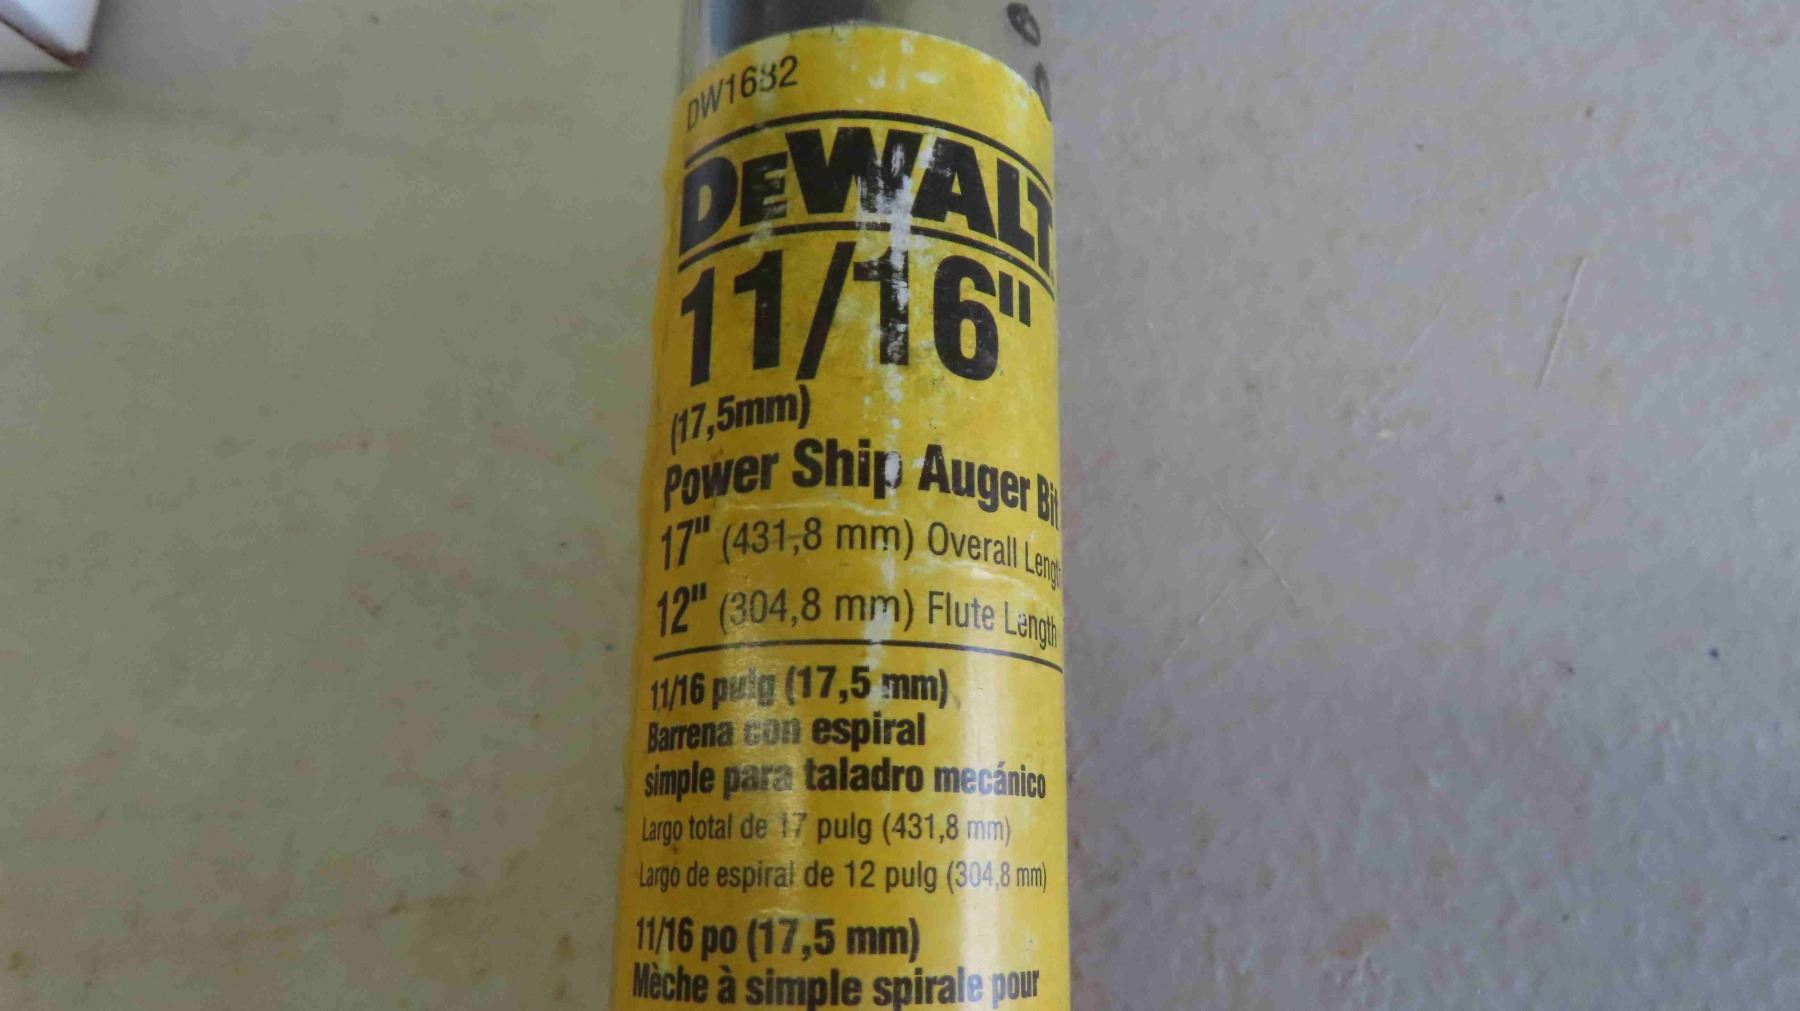 DW1682
DEWALT
11/16"
(17,5mm)
Power Ship Auger Bit
17" (431,8 mm) Overall Length
12" (304,8 mm) Flute Length
11/16 pulg (17,5 mm)
Barrena con espiral
simple para taladro mecánico
Largo total de 17 pulg (431,8 mm)
Largo de espiral de 12 pulg (304,8 mm)
11/16 po (17,5 mm)
Mèche à simple spirale pour